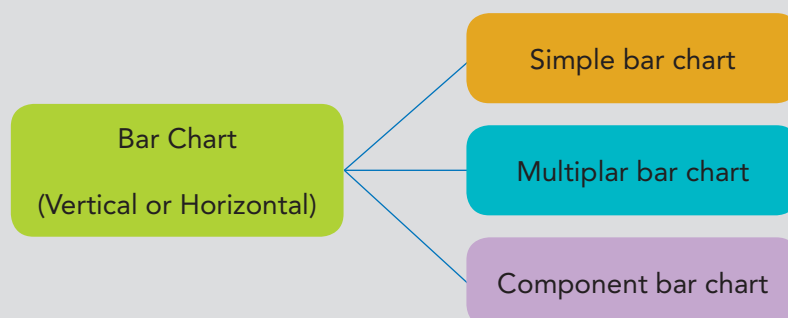 Bar Chart
(Vertical or Horizontal)
Simple bar chart
Multiplar bar chart
Component bar chart